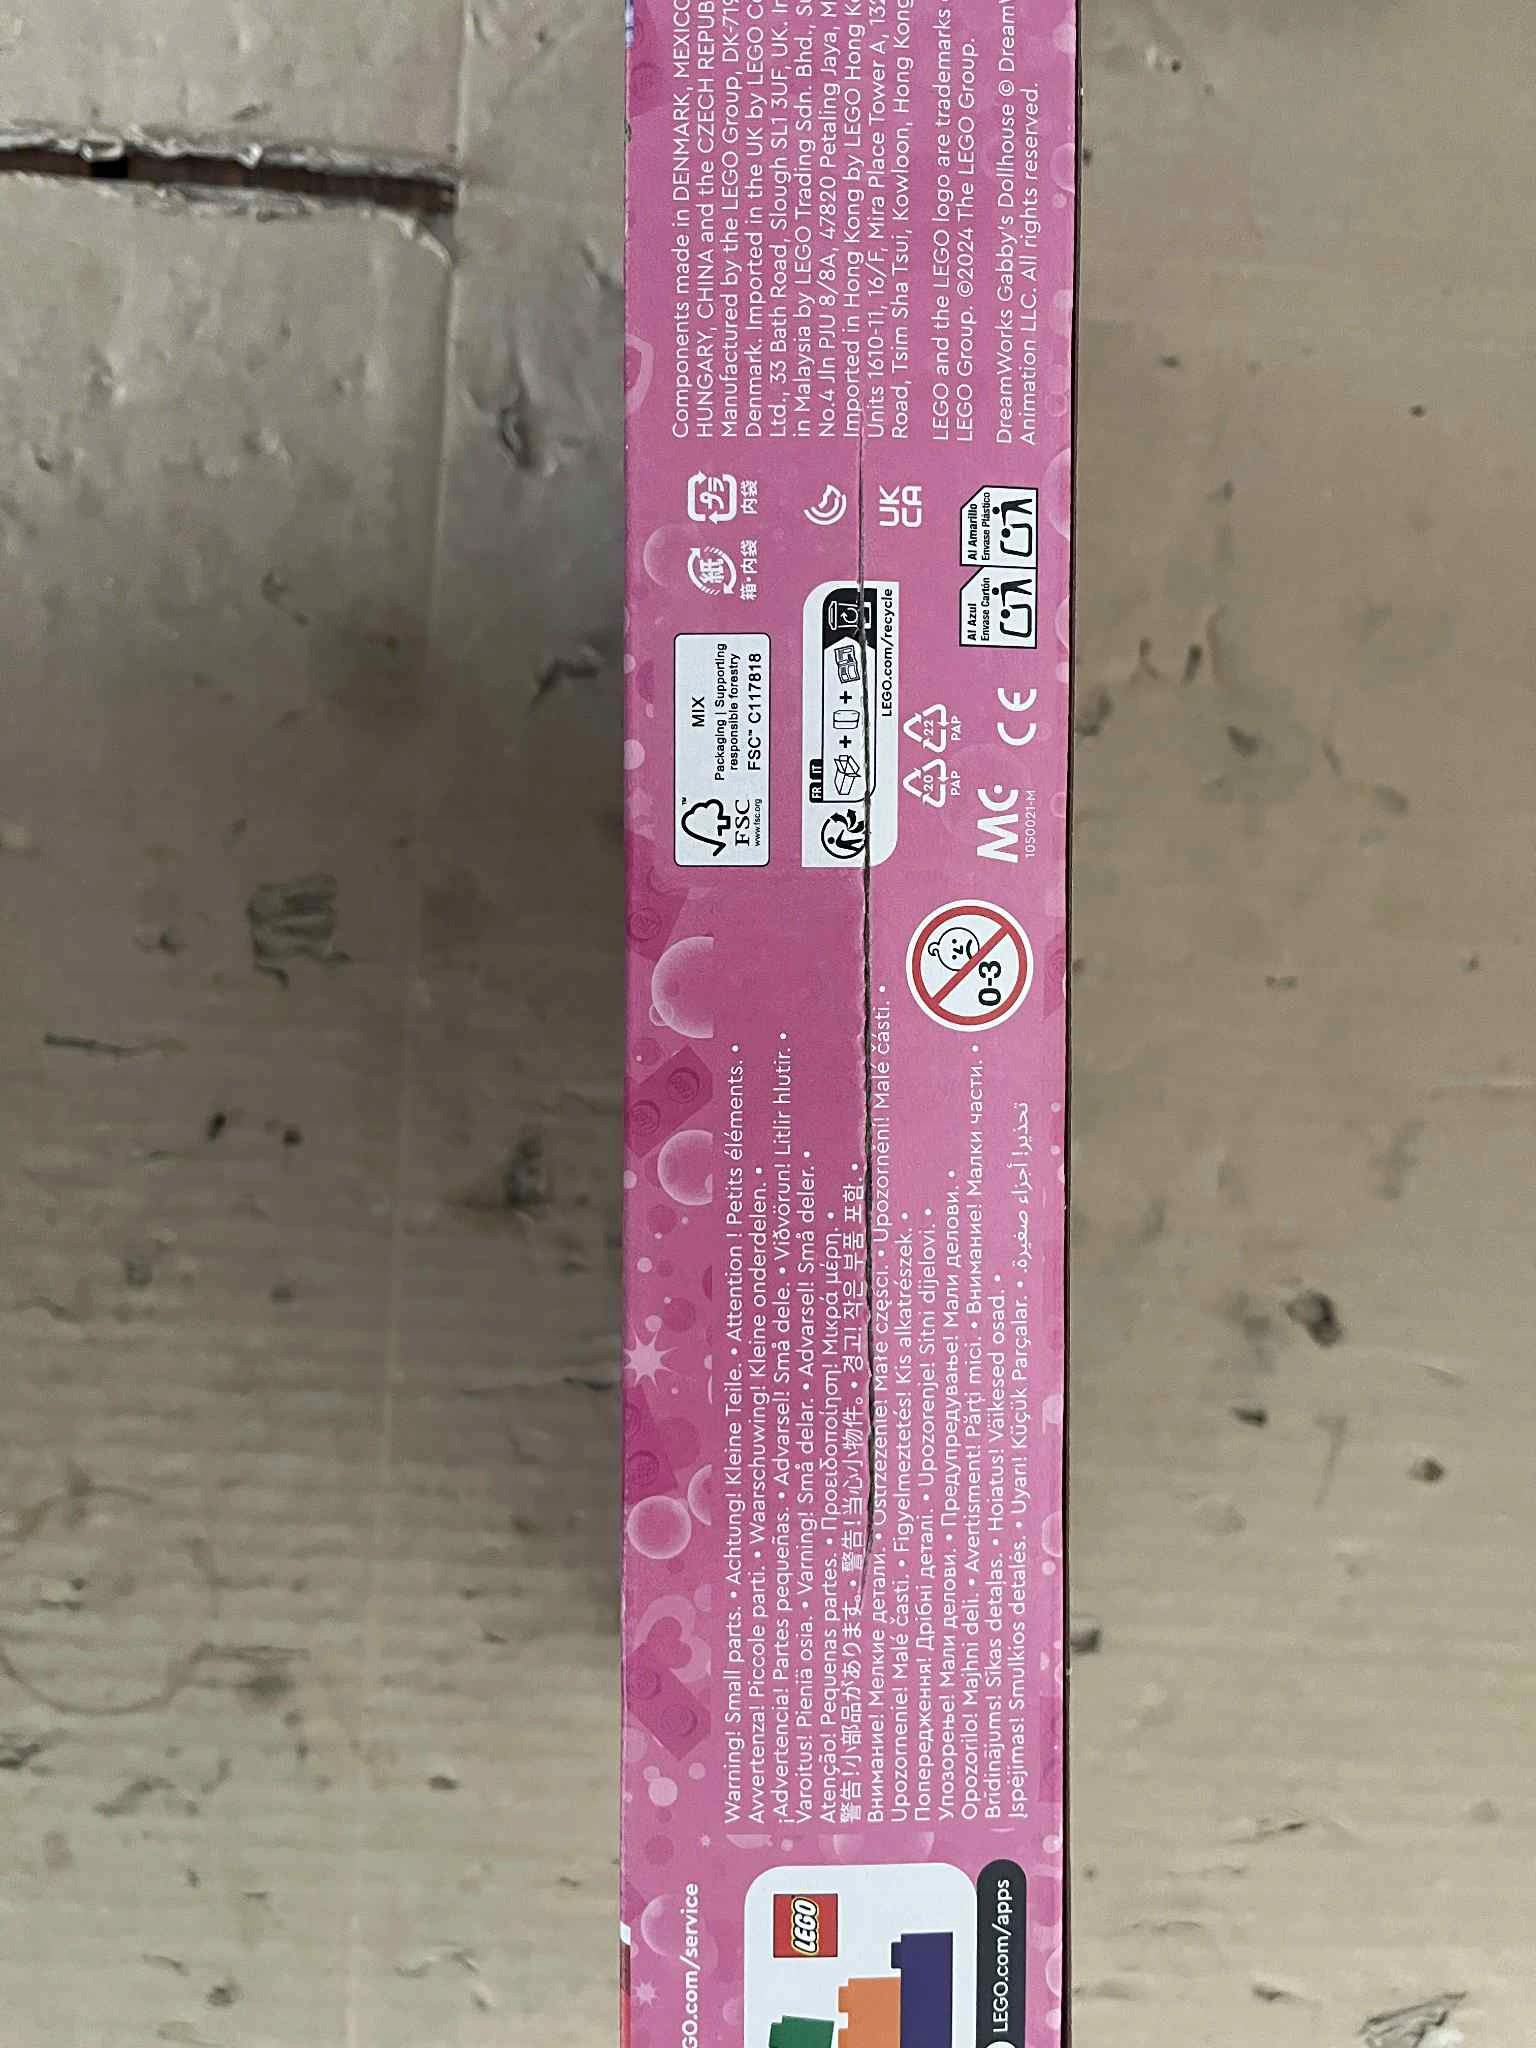 GO.com/service
LEGO
LEGO.com/apps
Warning! Small parts. • Achtung! Kleine Teile. • Attention ! Petits éléments. •
Avvertenza! Piccole parti. • Waarschuwing! Kleine onderdelen. •
¡Advertencia! Partes pequeñas. • Advarsel! Små dele. • Viðvörun! Litlir hlutir. •
Varoitus! Pieniä osia. • Varning! Små delar. • Advarsel! Små deler. •
Atenção! Pequenas partes. • Προειδοποίηση! Μικρά μέρη. •
警告!小部品があります。• 警告!当心小物件。• 경고! 작은 부품 포함. •
Внимание! Мелкие детали. • Ostrzeżenie! Małe części. • Upozornění! Malé části. •
Upozornenie! Malé časti. • Figyelmeztetés! Kis alkatrészek. •
Попередження! Дрібні деталі. • Upozorenje! Sitni dijelovi. •
Упозорење! Мали делови. • Предупредување! Мали делови. •
Opozorilo! Majhni deli. • Avertisment! Părți mici. • Внимание! Малки части. •
Brīdinājums! Sīkas detaļas. • Hoiatus! Väikesed osad. •
Įspėjimas! Smulkios detalės. • Uyarı! Küçük Parçalar. • تحذير! أجزاء صغيرة.
0-3
FSC™
www.fsc.org
MIX
Packaging | Supporting
responsible forestry
FSC™ C117818
紙
箱・内袋
プラ
内袋
FR IT
+ +
LEGO.com/recycle
20
PAP
22
PAP
UK
CA
MC
1050021-M
CE
Al Azul
Envase Cartón
Al Amarillo
Envase Plástico
Components made in DENMARK, MEXICO
HUNGARY, CHINA and the CZECH REPUB
Manufactured by the LEGO Group, DK-719
Denmark. Imported in the UK by LEGO Co
Ltd., 33 Bath Road, Slough SL1 3UF, UK. Im
in Malaysia by LEGO Trading Sdn. Bhd., Su
No.4 Jln PJU 8/8A, 47820 Petaling Jaya, M
Imported in Hong Kong by LEGO Hong Ko
Units 1610-11, 16/F, Mira Place Tower A, 132
Road, Tsim Sha Tsui, Kowloon, Hong Kong
LEGO and the LEGO logo are trademarks
LEGO Group. ©2024 The LEGO Group.
DreamWorks Gabby's Dollhouse © DreamW
Animation LLC. All rights reserved.